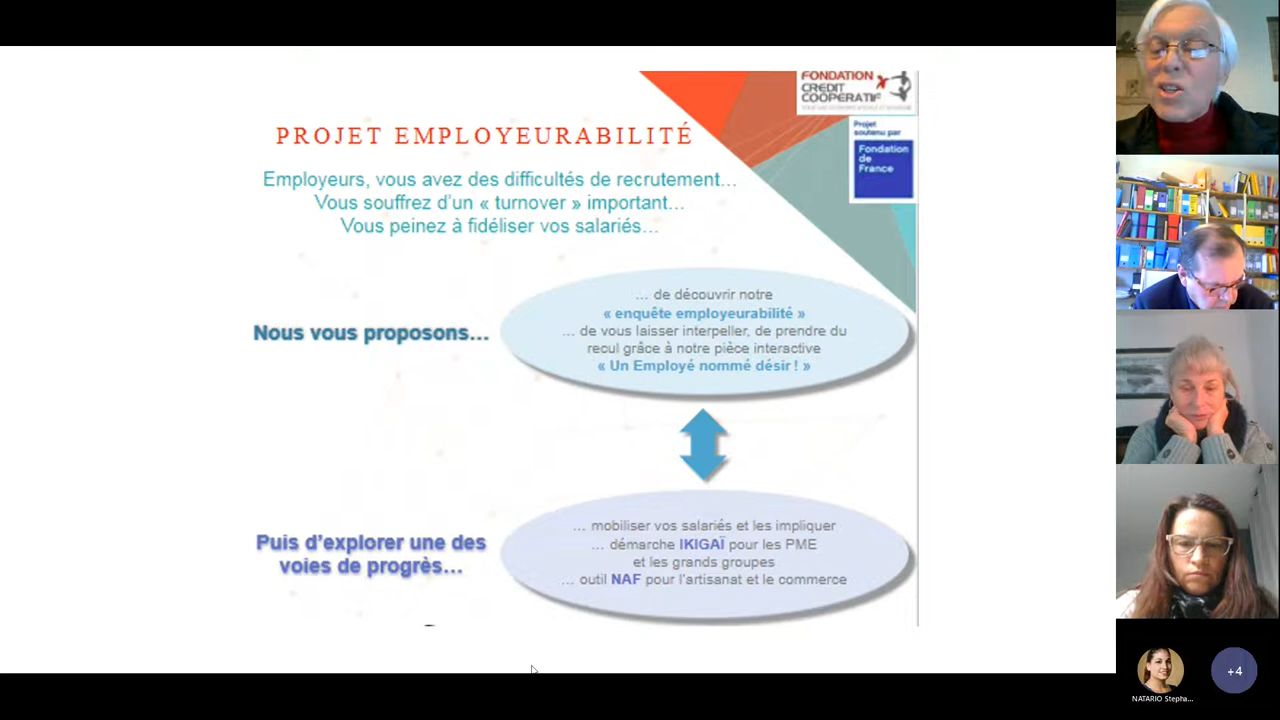 FONDATION
CREDIT
COOPERATIF
Projet
soutenu par
Fondation
de
France
PROJET EMPLOYEURABILITÉ
Employeurs, vous avez des difficultés de recrutement...
Vous souffrez d'un « turnover » important...
Vous peinez à fidéliser vos salariés...
Nous vous proposons...
... de découvrir notre
« enquête employeurabilité »
... de vous laisser interpeller, de prendre du
recul grâce à notre pièce interactive
« Un Employé nommé désir ! »
Puis d'explorer une des
voies de progrès...
... mobiliser vos salariés et les impliquer
... démarche IKIGAÏ pour les PME
et les grands groupes
... outil NAF pour l'artisanat et le commerce
NATARIO Stepha...
+4